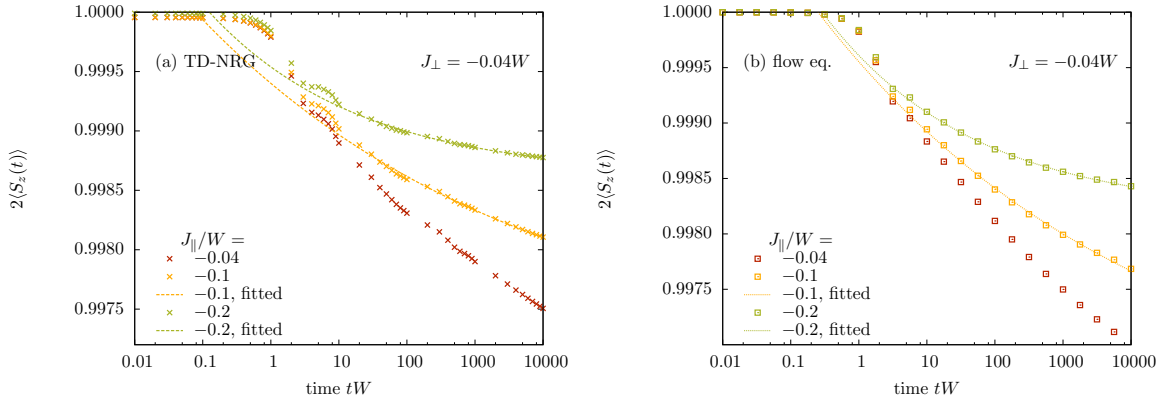 1.0000
0.9995
0.9990
0.9985
0.9980
0.9975
2⟨S_z(t)⟩
(a) TD-NRG
J_⊥ = −0.04W
J_∥/W =
−0.04
−0.1
−0.1, fitted
−0.2
−0.2, fitted
0.01 0.1 1 10 100 1000 10000
time tW
1.0000
0.9995
0.9990
0.9985
0.9980
0.9975
2⟨S_z(t)⟩
(b) flow eq.
J_⊥ = −0.04W
J_∥/W =
−0.04
−0.1
−0.1, fitted
−0.2
−0.2, fitted
0.01 0.1 1 10 100 1000 10000
time tW